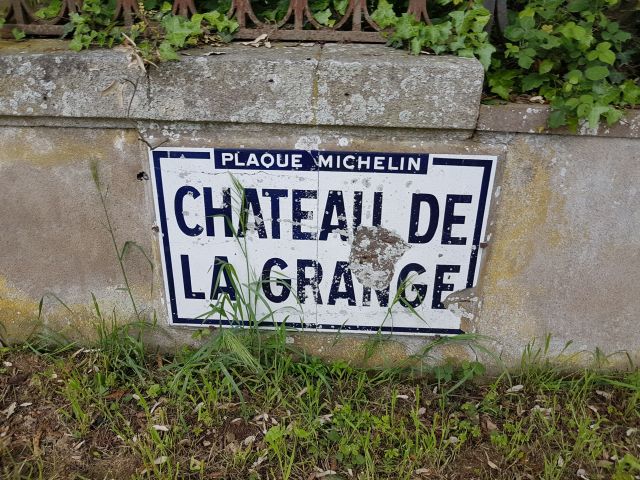 PLAQUE MICHELIN
CHATEAU DE
LA GRANGE